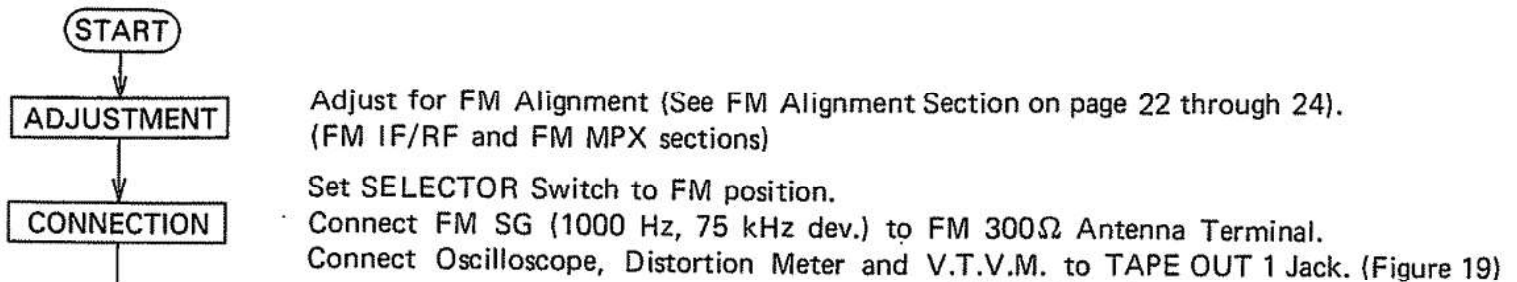 START
ADJUSTMENT
Adjust for FM Alignment (See FM Alignment Section on page 22 through 24).
(FM IF/RF and FM MPX sections)
CONNECTION
Set SELECTOR Switch to FM position.
Connect FM SG (1000 Hz, 75 kHz dev.) to FM 300Ω Antenna Terminal.
Connect Oscilloscope, Distortion Meter and V.T.V.M. to TAPE OUT 1 Jack. (Figure 19)